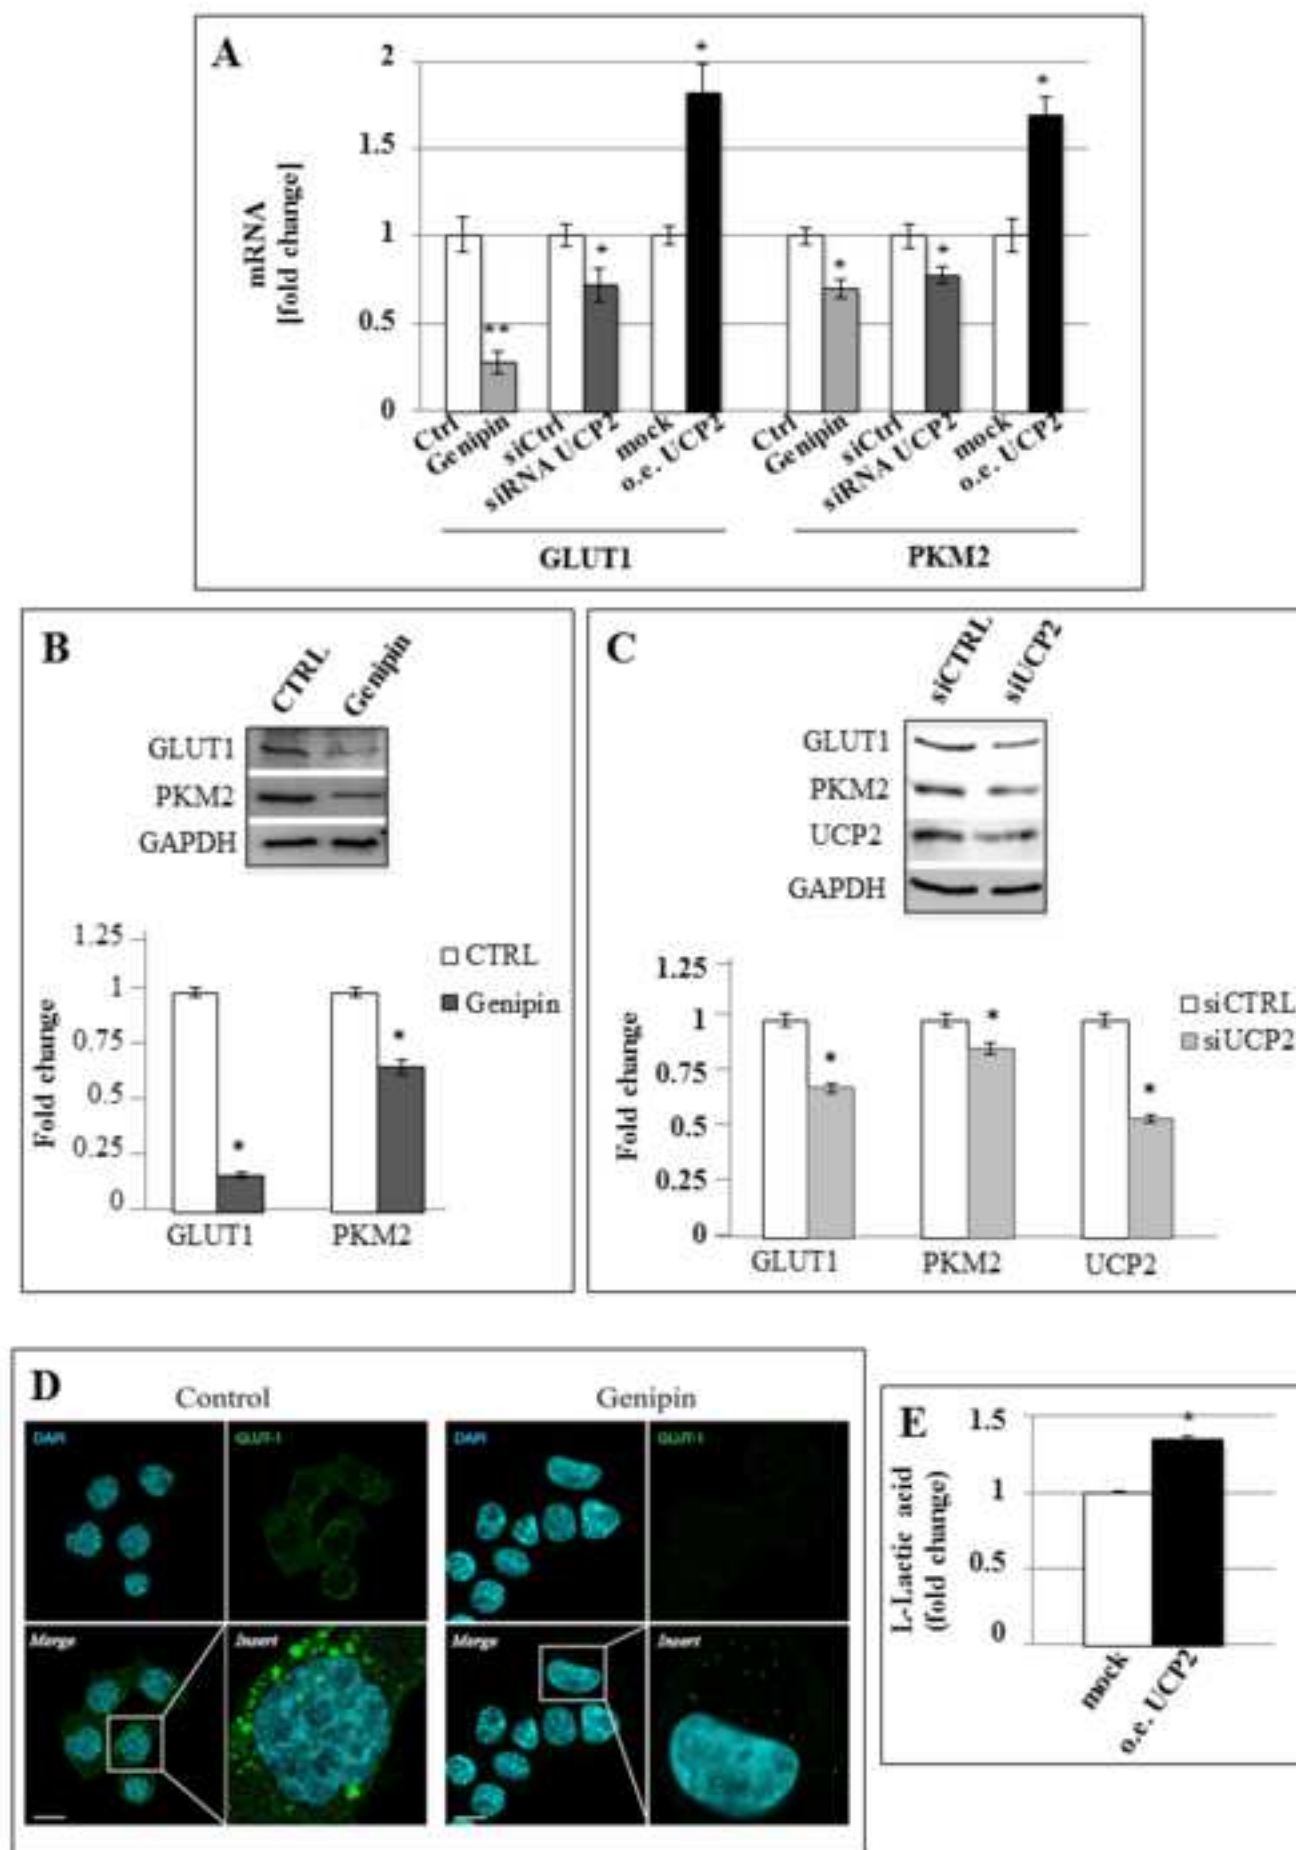 A
2
1.5
1
0.5
0
mRNA
[fold change]
*
**
*
*
*
*
Ctrl
Genipin
siCtrl
siRNA UCP2
mock
o.e. UCP2
Ctrl
Genipin
siCtrl
siRNA UCP2
mock
o.e. UCP2
GLUT1
PKM2
B
CTRL
Genipin
GLUT1
PKM2
GAPDH
1.25
1
0.75
0.5
0.25
0
Fold change
*
*
CTRL
Genipin
GLUT1
PKM2
C
siCTRL
siUCP2
GLUT1
PKM2
UCP2
GAPDH
1.25
1
0.75
0.5
0.25
0
Fold change
*
*
*
siCTRL
siUCP2
GLUT1
PKM2
UCP2
D
Control
Genipin
DAPI
GLUT-1
DAPI
GLUT-1
Merge
Insert
Merge
Insert
E
1.5
1
0.5
0
L-Lactic acid
(fold change)
*
mock
o.e. UCP2